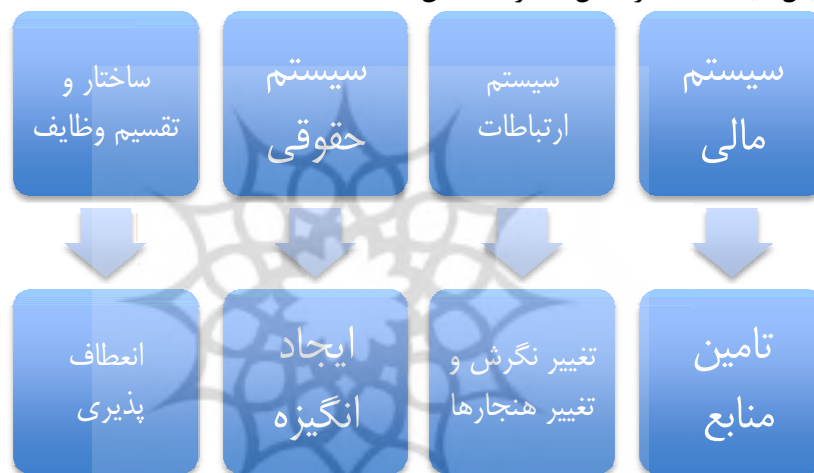 سیستم
مالی
سیستم
ارتباطات
سیستم
حقوقی
ساختار و
تقسیم وظایف
تامین
منابع
تغییر نگرش و
تغییر هنجارها
ایجاد
انگیزه
انعطاف
پذیری